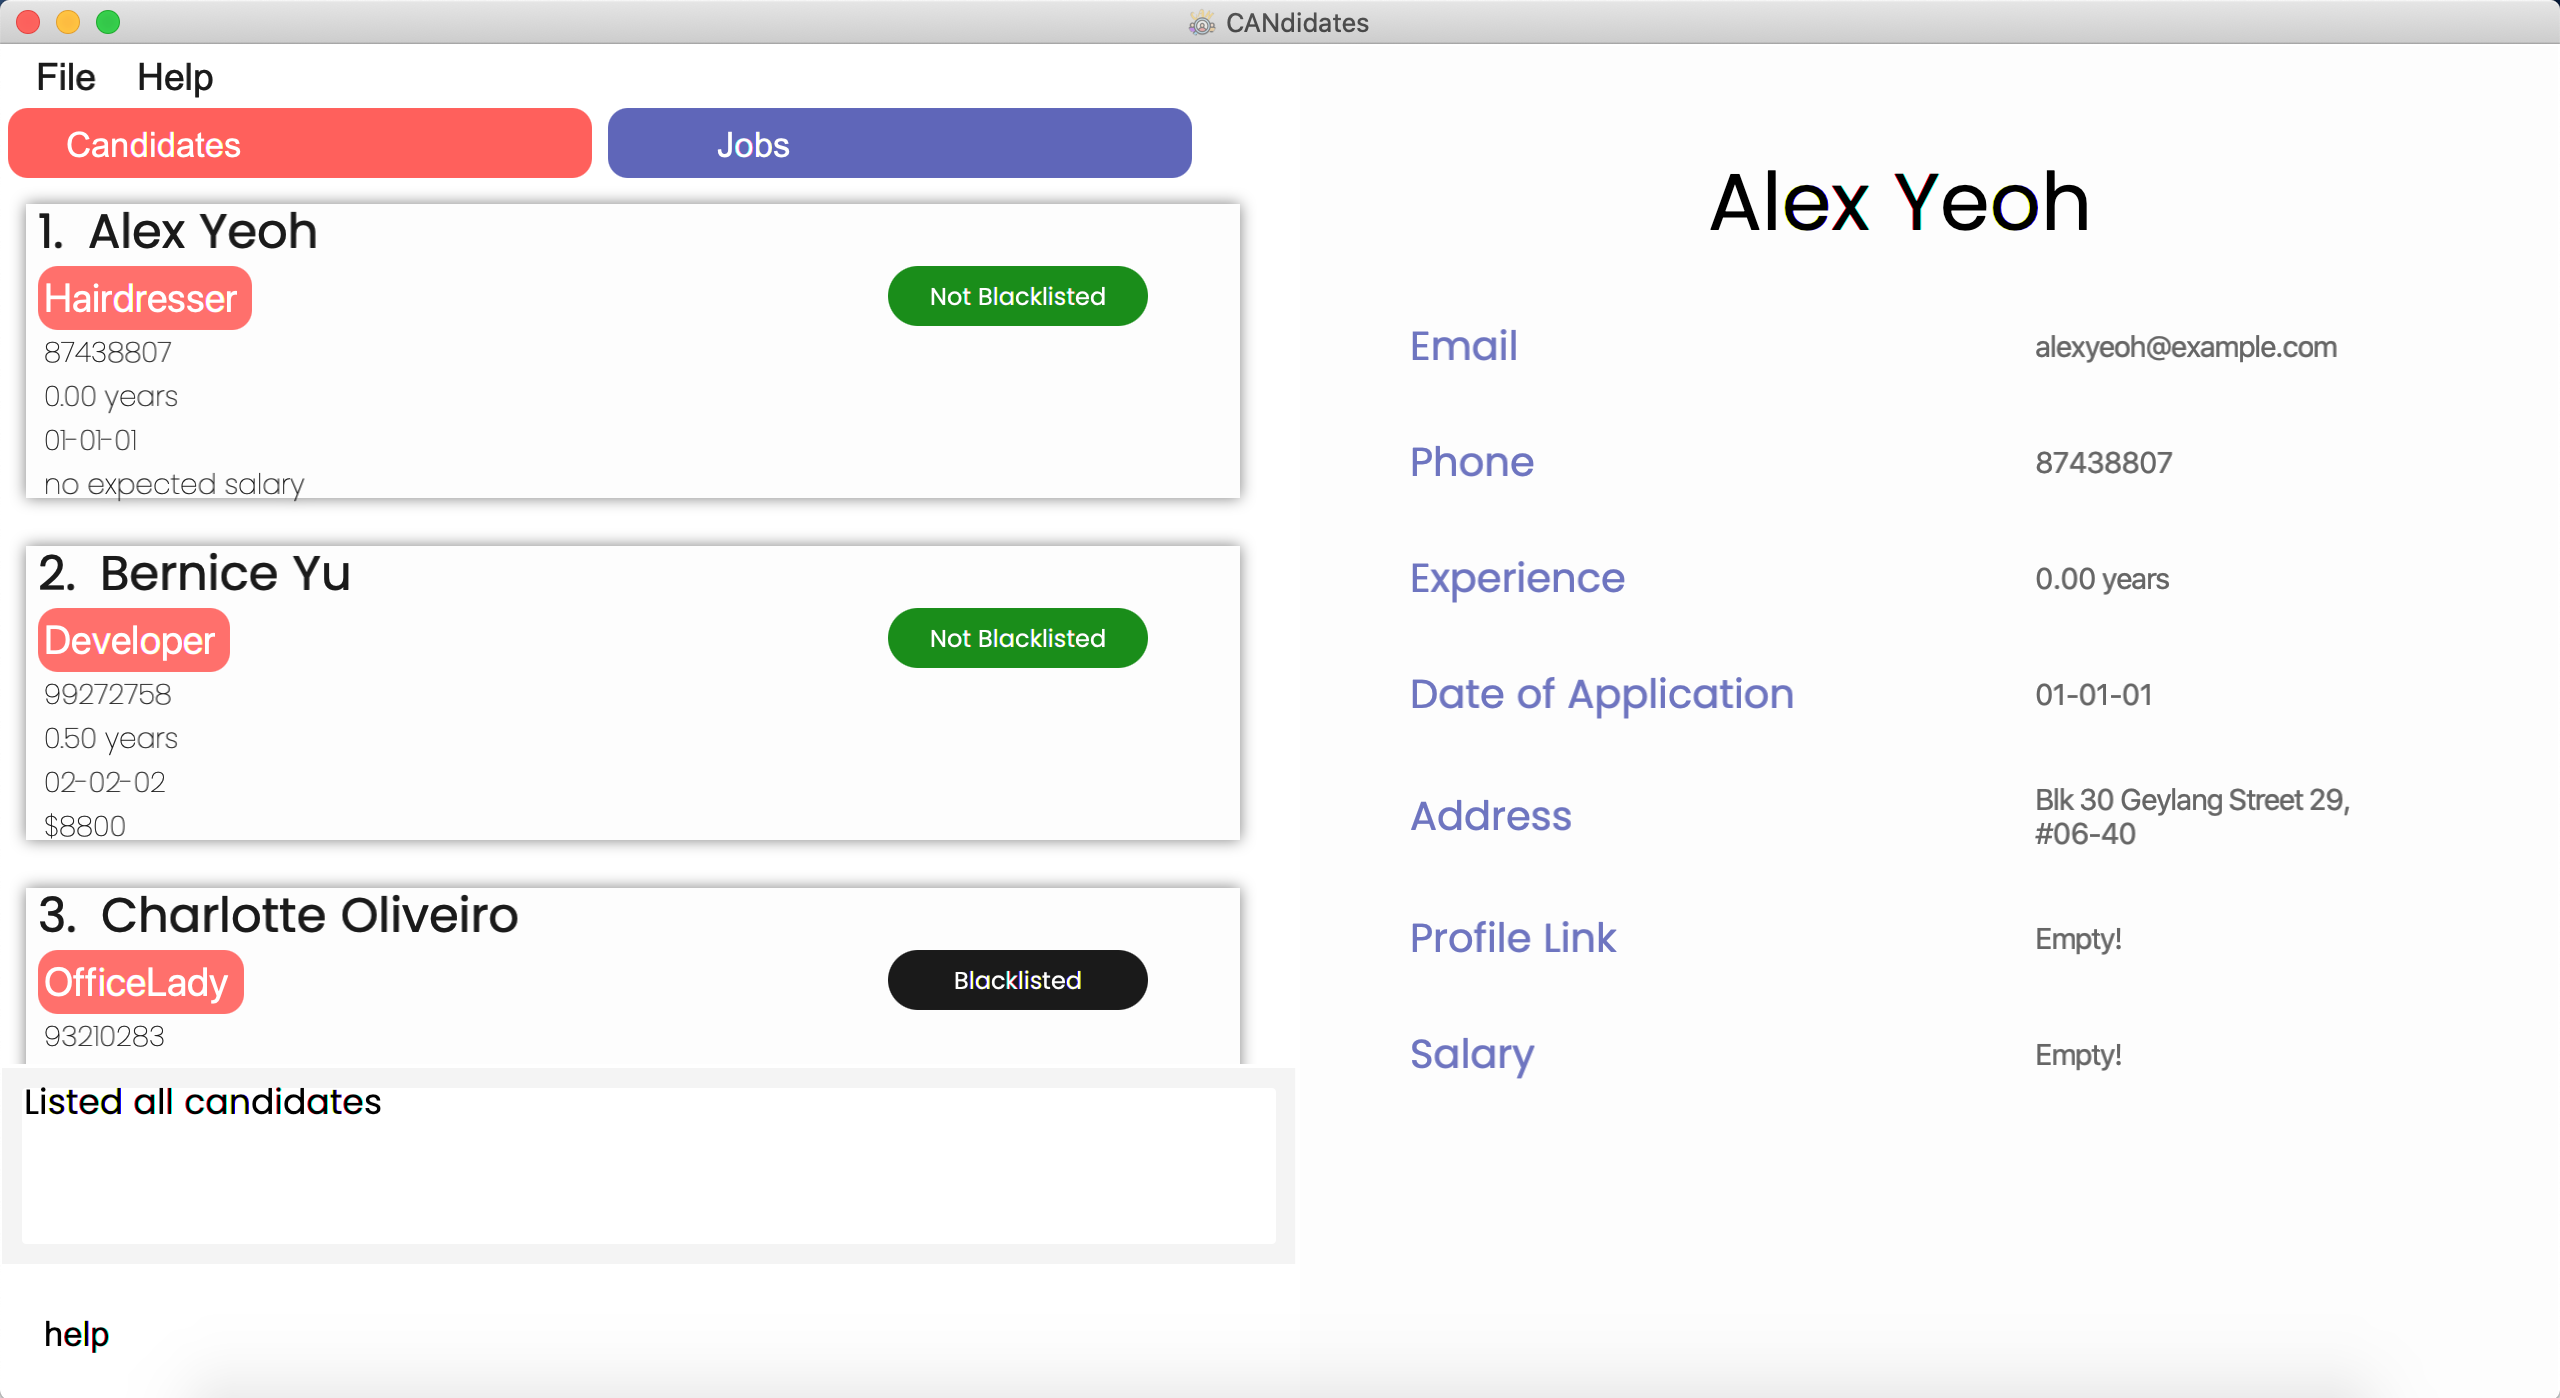 CANdidates
File Help
Candidates Jobs
1. Alex Yeoh
Hairdresser
Not Blacklisted
87438807
0.00 years
01-01-01
no expected salary
2. Bernice Yu
Developer
Not Blacklisted
99272758
0.50 years
02-02-02
$8800
3. Charlotte Oliveiro
OfficeLady
Blacklisted
93210283
Listed all candidates
help
Alex Yeoh
Email alexyeoh@example.com
Phone 87438807
Experience 0.00 years
Date of Application 01-01-01
Address Blk 30 Geylang Street 29,
#06-40
Profile Link Empty!
Salary Empty!